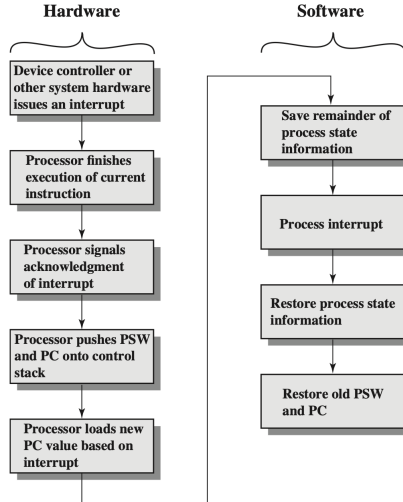 Hardware
Device controller or
other system hardware
issues an interrupt
Processor finishes
execution of current
instruction
Processor signals
acknowledgment
of interrupt
Processor pushes PSW
and PC onto control
stack
Processor loads new
PC value based on
interrupt
Software
Save remainder of
process state
information
Process interrupt
Restore process state
information
Restore old PSW
and PC